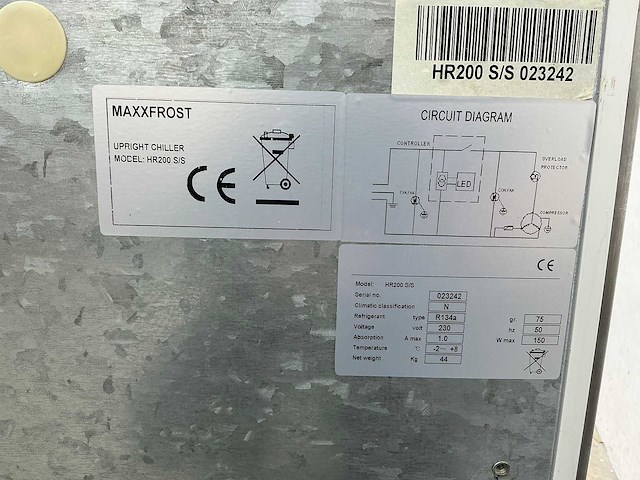 HR200 S/S 023242
MAXXFROST
UPRIGHT CHILLER
MODEL: HR200 S/S
CE
CIRCUIT DIAGRAM
CONTROLLER
LED
OVERLOAD
PROTECTOR
CON.FAN
COMPRESSOR
CE
Model: HR200 S/S
Serial no. 023242
Climatic classification N
Refrigerant type R134a gr. 75
Voltage volt 230 hz 50
Absorption A max 1.0 W max 150
Temperature °C -2— +8
Net weight Kg 44